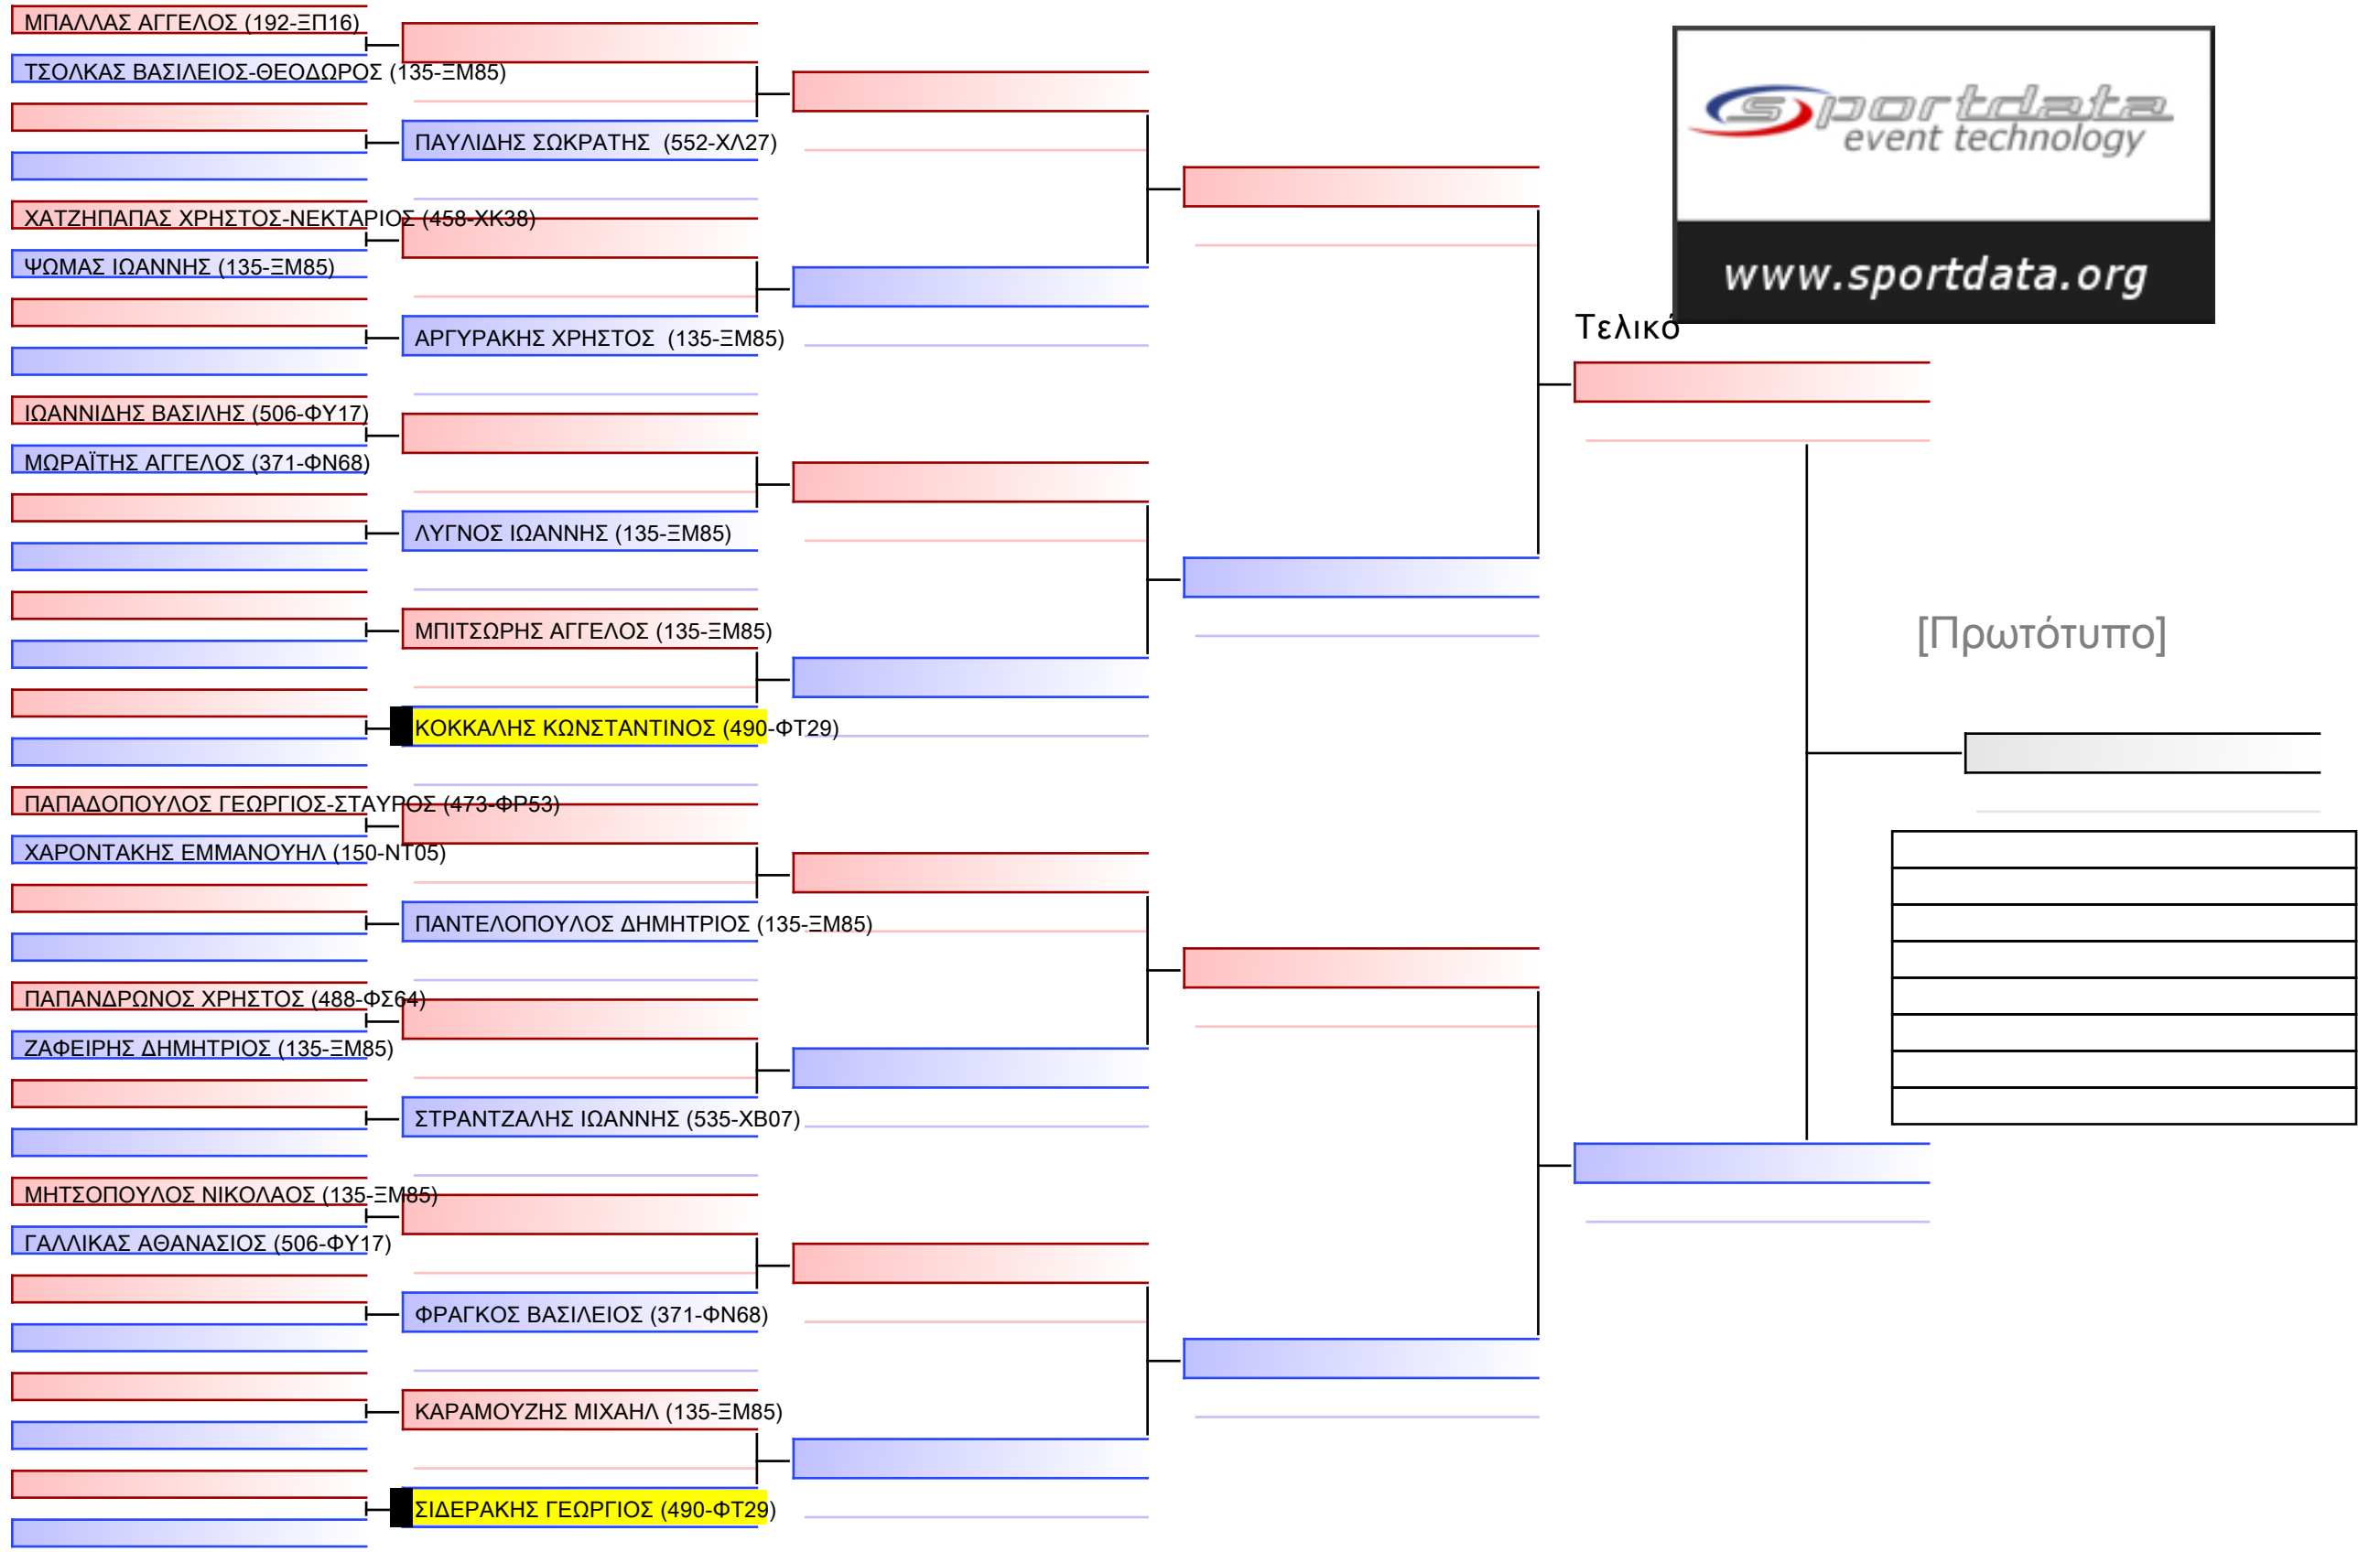 ΜΠΑΛΛΑΣ ΑΓΓΕΛΟΣ (192-ΞΠ16)
ΤΣΟΛΚΑΣ ΒΑΣΙΛΕΙΟΣ-ΘΕΟΔΩΡΟΣ (135-ΞΜ85)
ΠΑΥΛΙΔΗΣ ΣΩΚΡΑΤΗΣ (552-ΧΛ27)
ΧΑΤΖΗΠΑΠΑΣ ΧΡΗΣΤΟΣ-ΝΕΚΤΑΡΙΟΣ (458-ΧΚ38)
ΨΩΜΑΣ ΙΩΑΝΝΗΣ (135-ΞΜ85)
ΑΡΓΥΡΑΚΗΣ ΧΡΗΣΤΟΣ (135-ΞΜ85)
ΙΩΑΝΝΙΔΗΣ ΒΑΣΙΛΗΣ (506-ΦΥ17)
ΜΩΡΑΪΤΗΣ ΑΓΓΕΛΟΣ (371-ΦΝ68)
ΛΥΓΝΟΣ ΙΩΑΝΝΗΣ (135-ΞΜ85)
ΜΠΙΤΣΩΡΗΣ ΑΓΓΕΛΟΣ (135-ΞΜ85)
ΚΟΚΚΑΛΗΣ ΚΩΝΣΤΑΝΤΙΝΟΣ (490-ΦΤ29)
ΠΑΠΑΔΟΠΟΥΛΟΣ ΓΕΩΡΓΙΟΣ-ΣΤΑΥΡΟΣ (473-ΦΡ53)
ΧΑΡΟΝΤΑΚΗΣ ΕΜΜΑΝΟΥΗΛ (150-ΝΤ05)
ΠΑΝΤΕΛΟΠΟΥΛΟΣ ΔΗΜΗΤΡΙΟΣ (135-ΞΜ85)
ΠΑΠΑΝΔΡΩΝΟΣ ΧΡΗΣΤΟΣ (488-ΦΣ64)
ΖΑΦΕΙΡΗΣ ΔΗΜΗΤΡΙΟΣ (135-ΞΜ85)
ΣΤΡΑΝΤΖΑΛΗΣ ΙΩΑΝΝΗΣ (535-ΧΒ07)
ΜΗΤΣΟΠΟΥΛΟΣ ΝΙΚΟΛΑΟΣ (135-ΞΜ85)
ΓΑΛΛΙΚΑΣ ΑΘΑΝΑΣΙΟΣ (506-ΦΥ17)
ΦΡΑΓΚΟΣ ΒΑΣΙΛΕΙΟΣ (371-ΦΝ68)
ΚΑΡΑΜΟΥΖΗΣ ΜΙΧΑΗΛ (135-ΞΜ85)
ΣΙΔΕΡΑΚΗΣ ΓΕΩΡΓΙΟΣ (490-ΦΤ29)
sportdata
event technology
www.sportdata.org
Τελικό
[Πρωτότυπο]